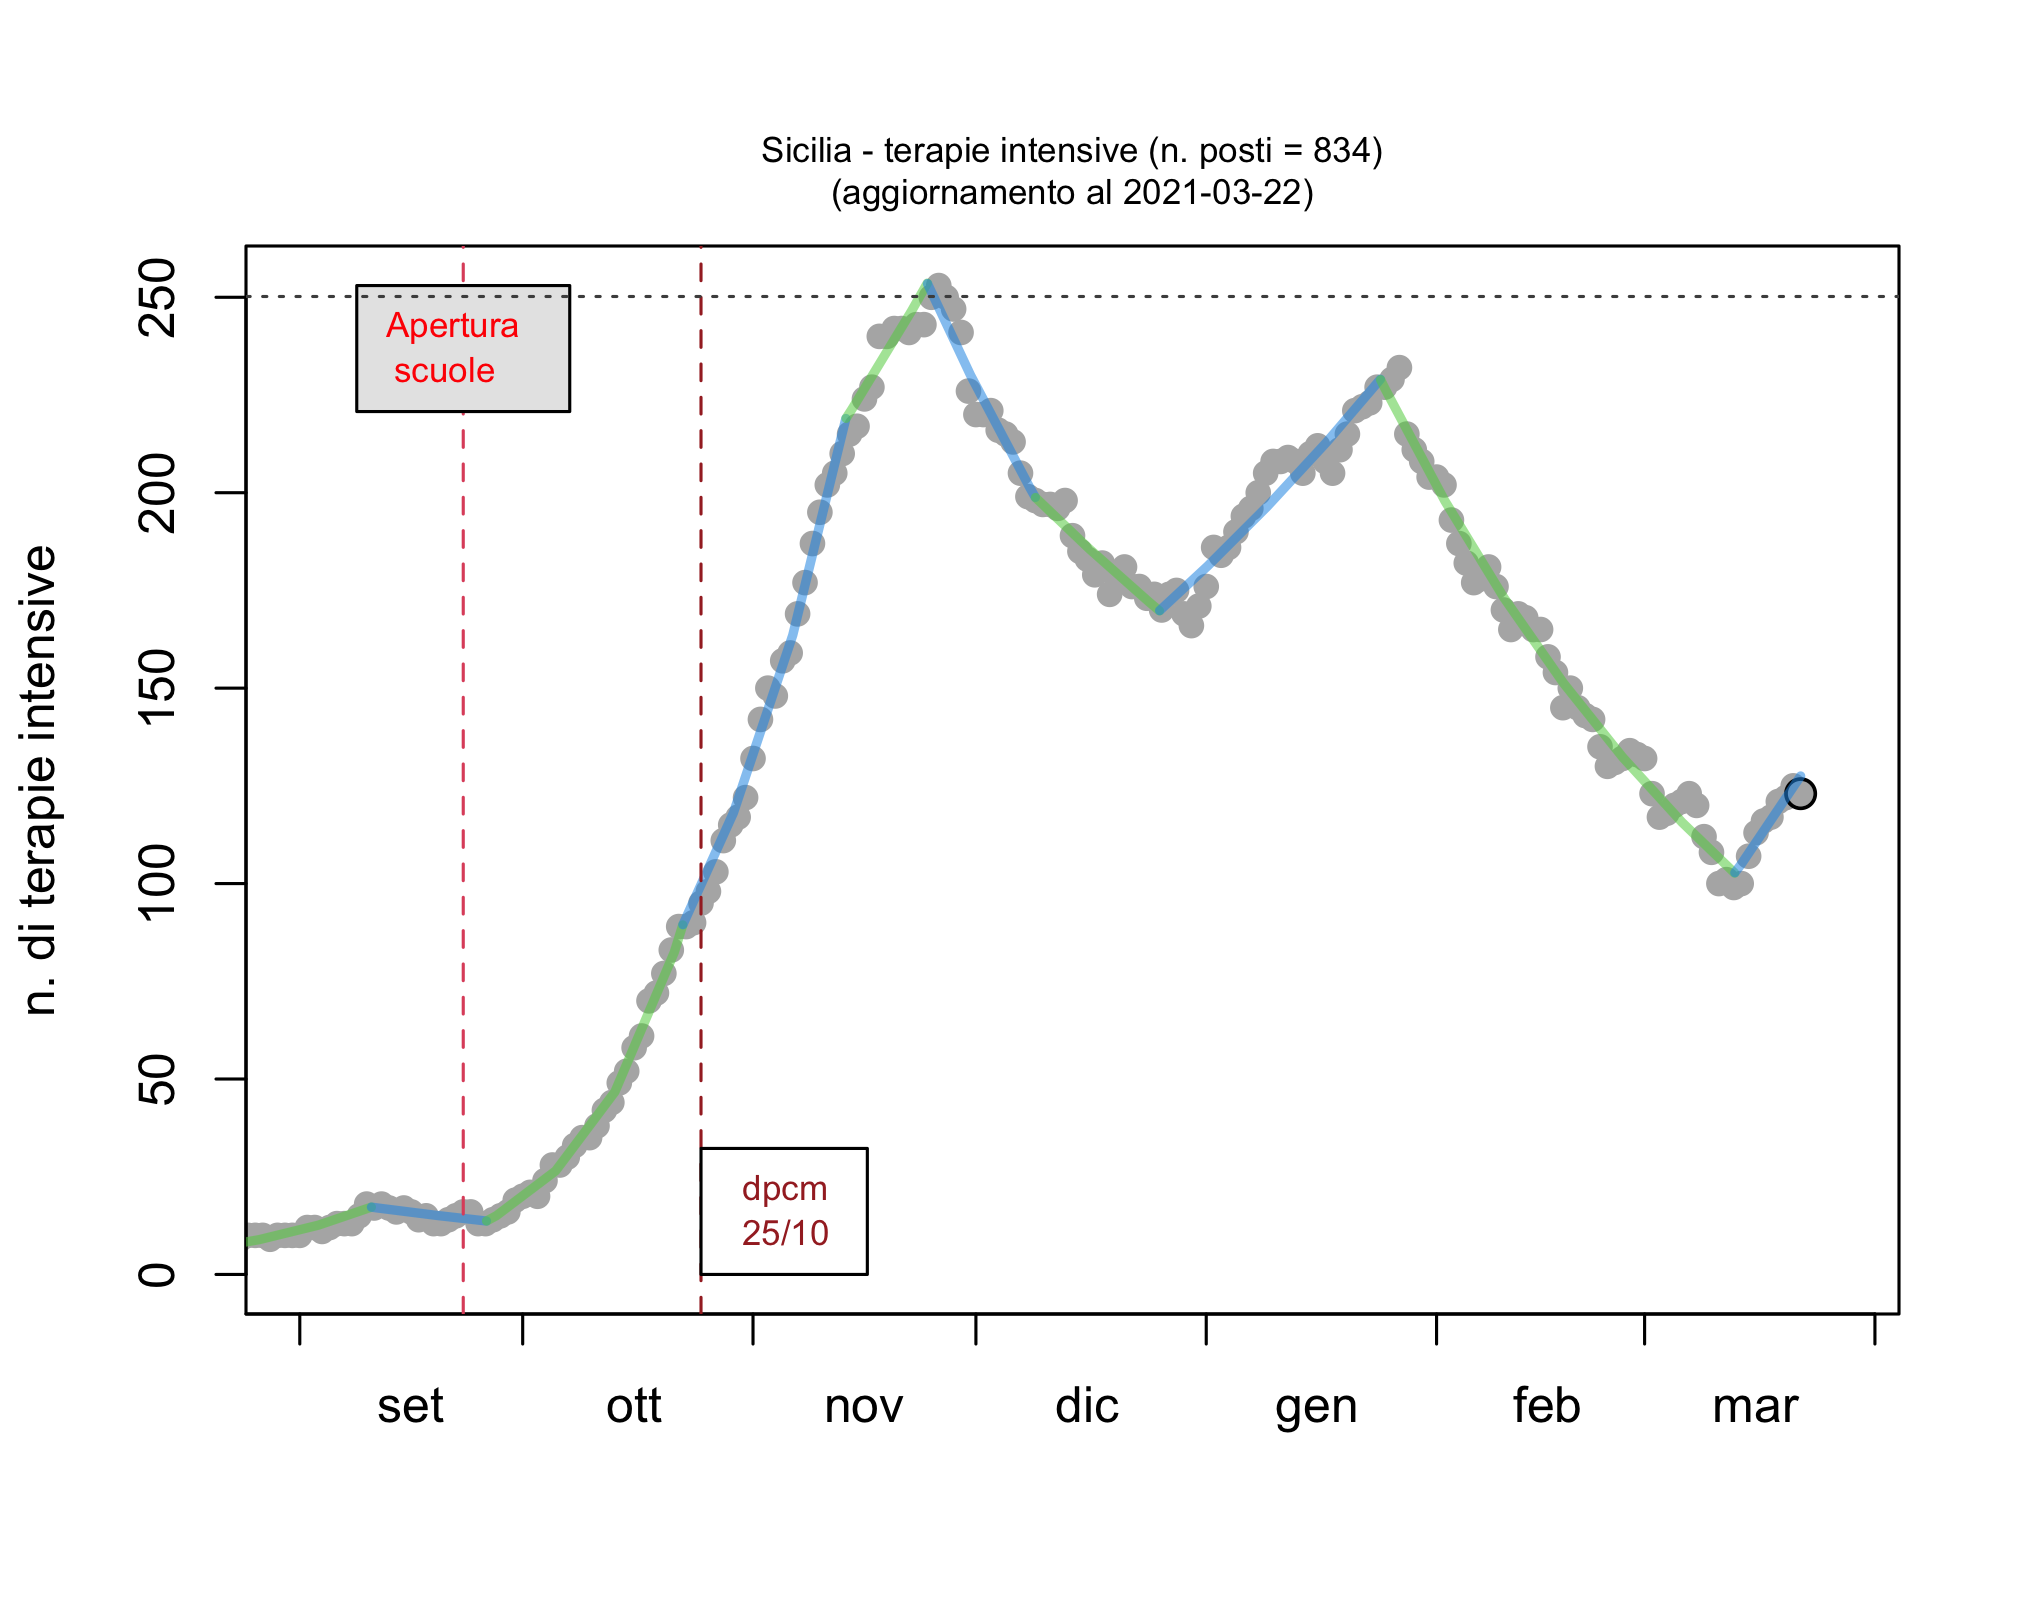 Sicilia - terapie intensive (n. posti = 834)
(aggiornamento al 2021-03-22)
n. di terapie intensive
250
200
150
100
50
0
Apertura
scuole
dpcm
25/10
set ott nov dic gen feb mar